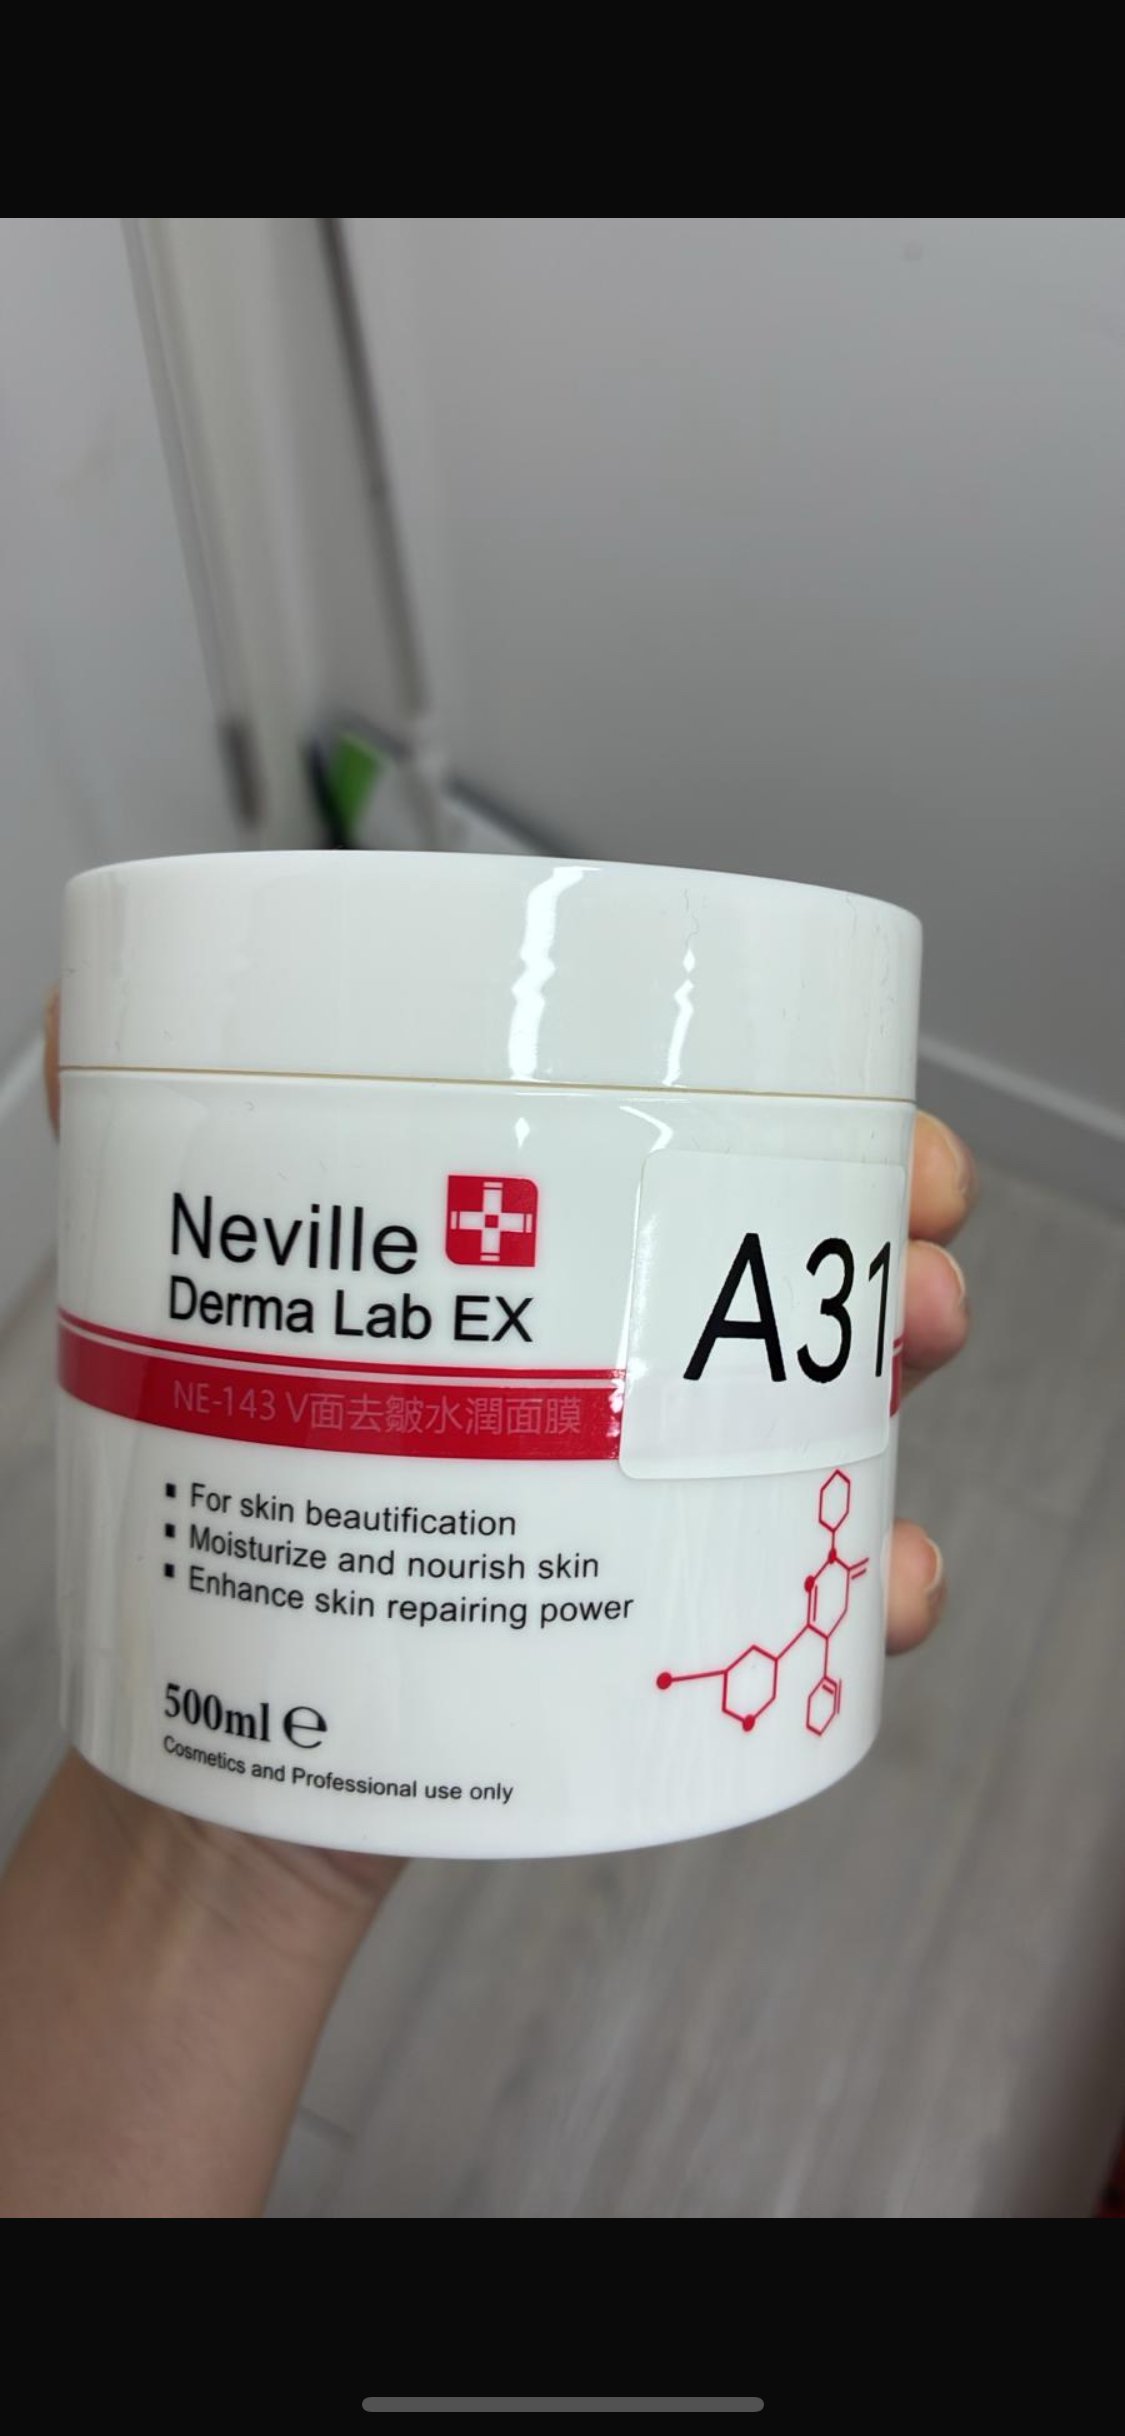 Neville
Derma Lab EX
A31
NE-143 V面去皺水潤面膜
▪ For skin beautification
▪ Moisturize and nourish skin
▪ Enhance skin repairing power
500ml ℮
Cosmetics and Professional use only